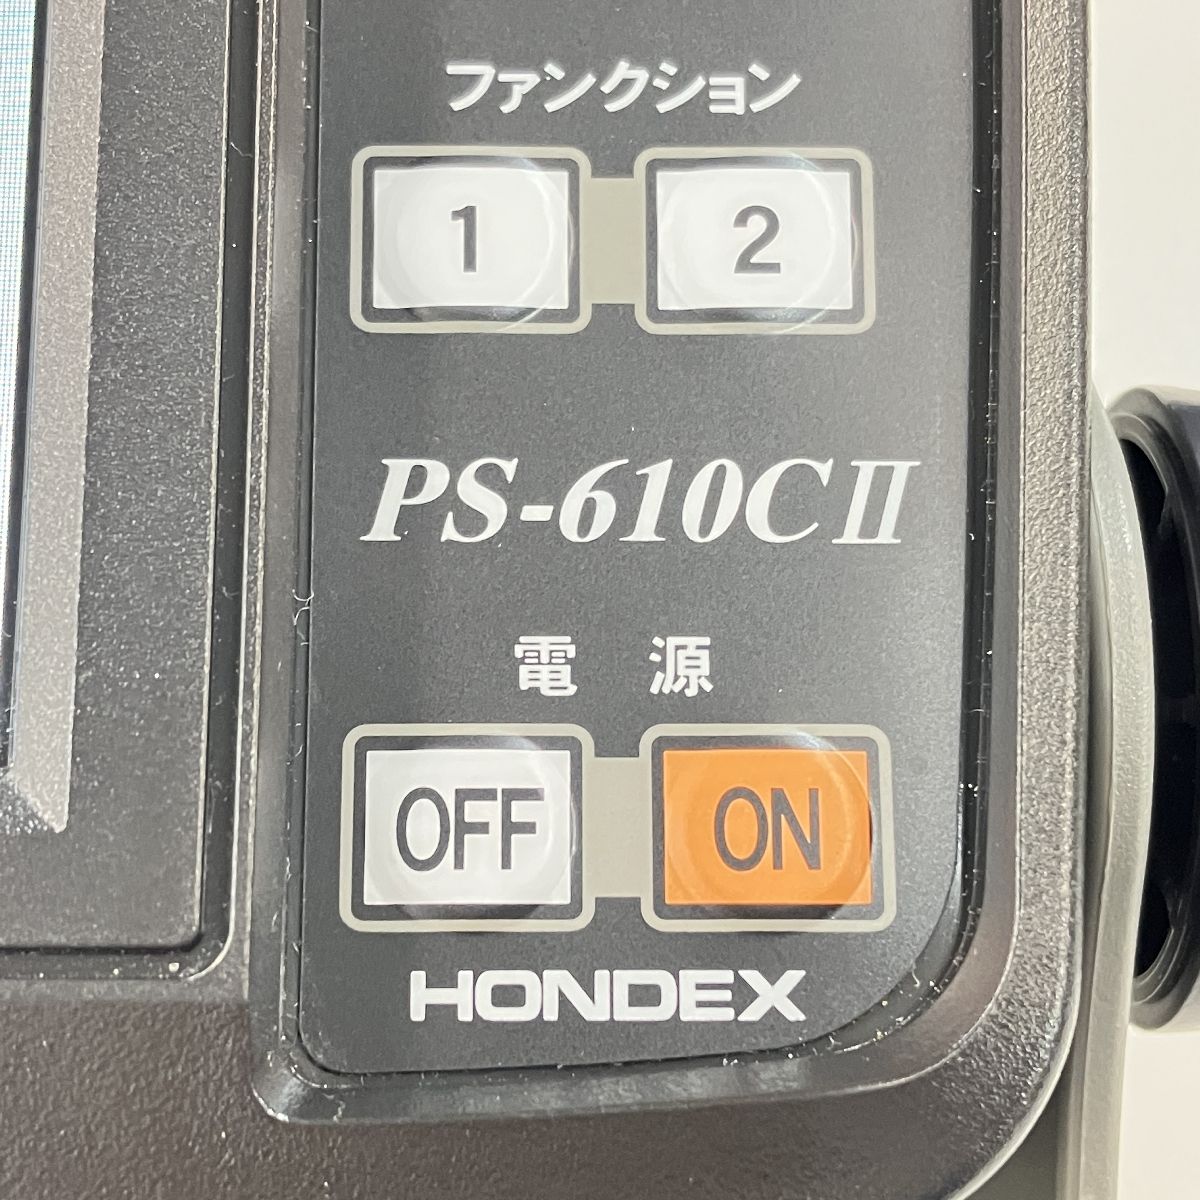 ファンクション
1 2
PS-610CⅡ
電 源
OFF ON
HONDEX